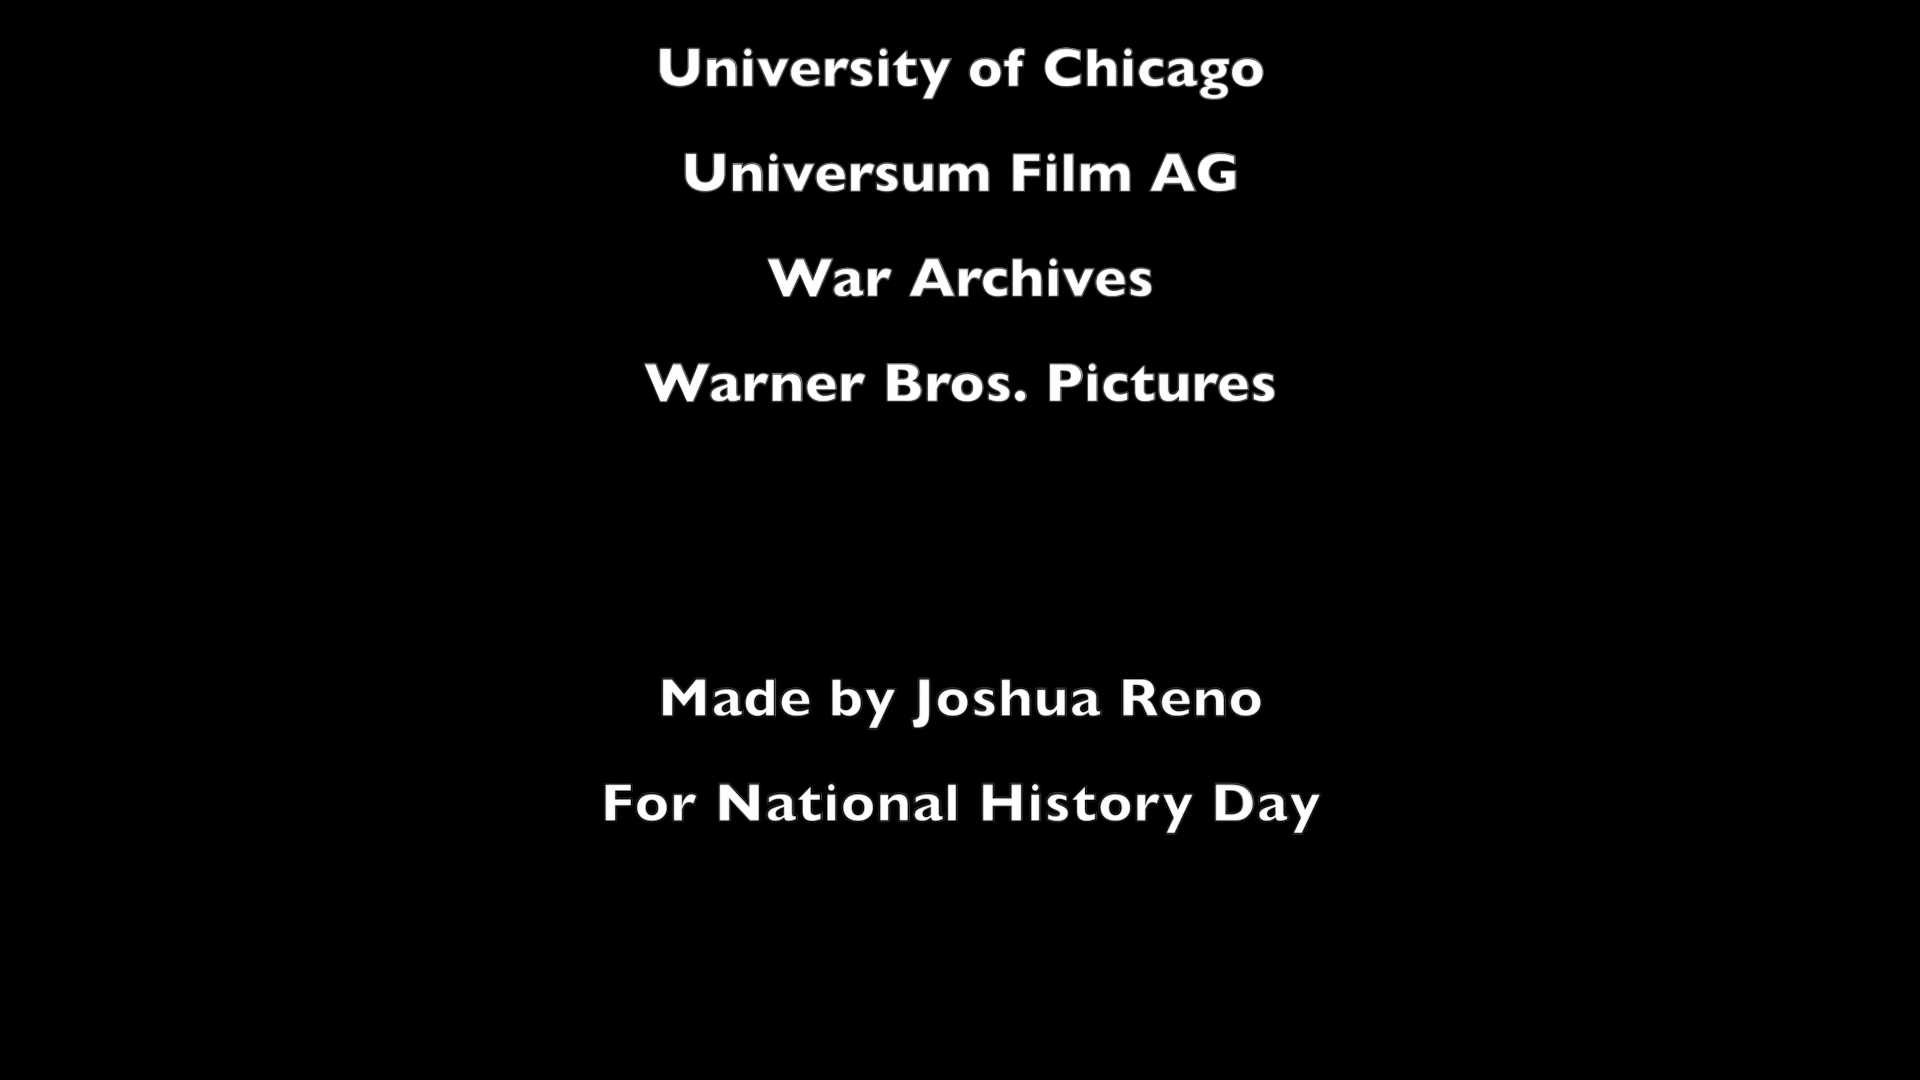 University of Chicago
Universum Film AG
War Archives
Warner Bros. Pictures
Made by Joshua Reno
For National History Day